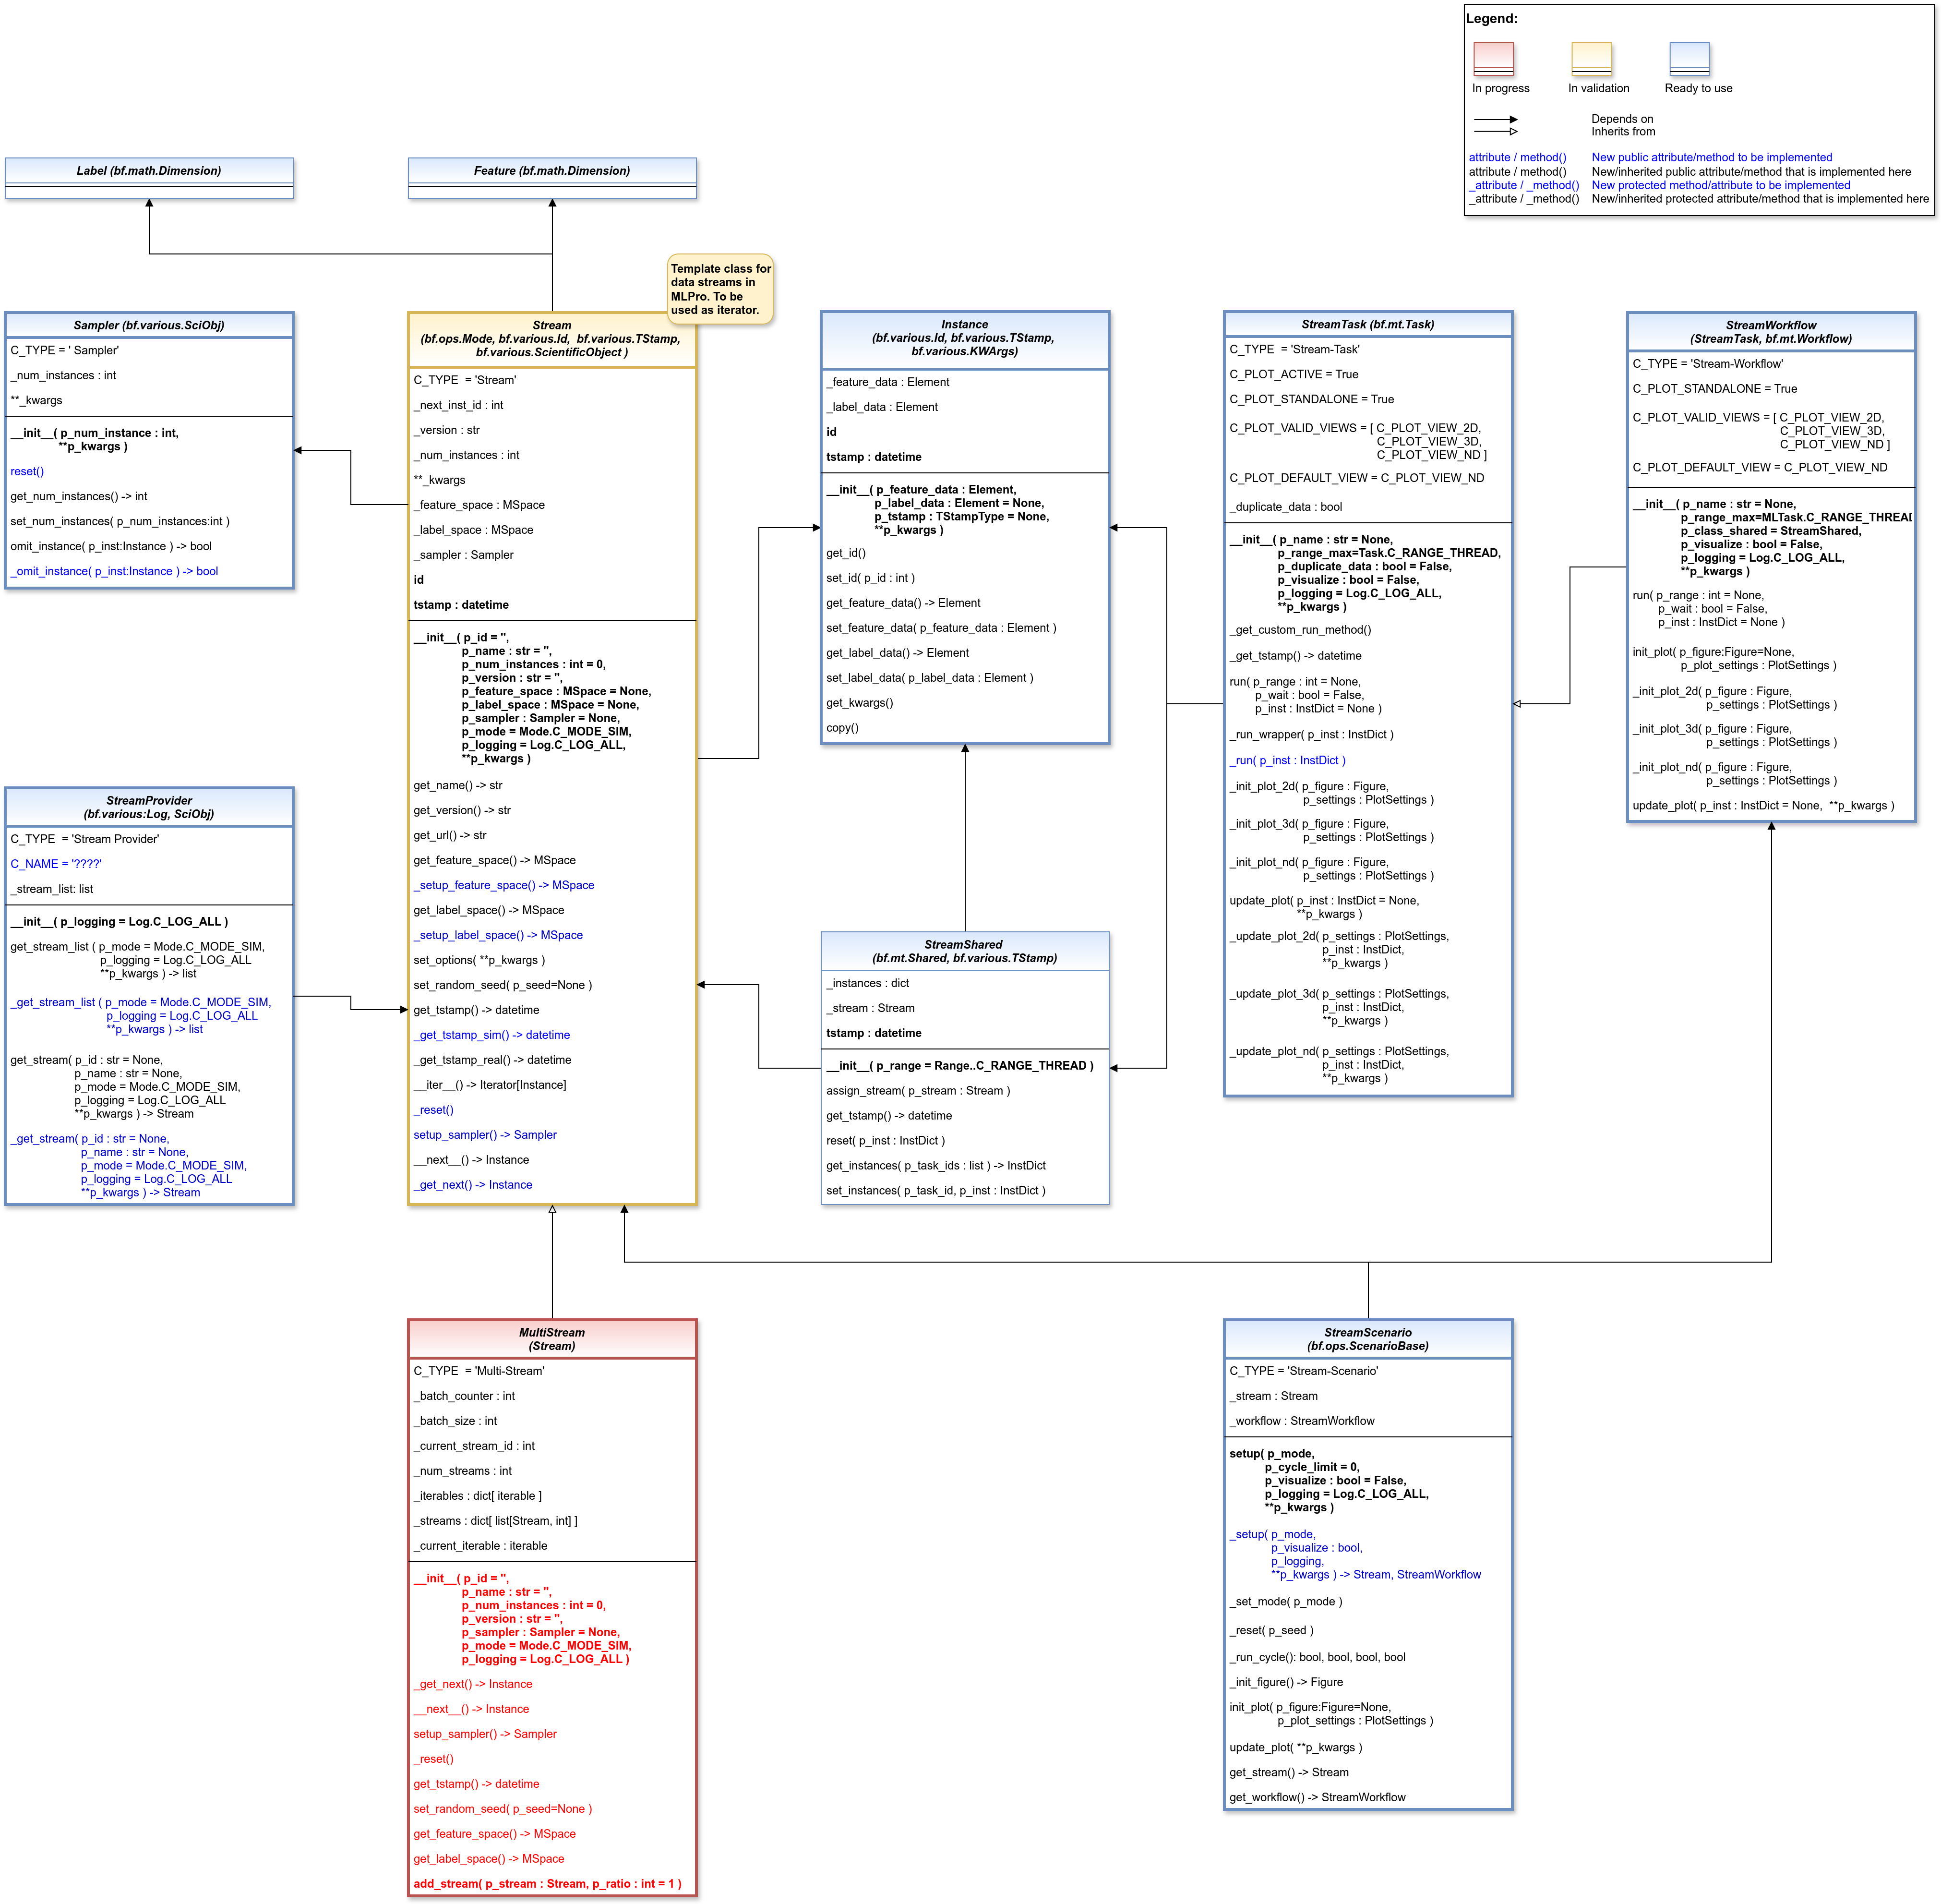 Legend:
In progress
In validation
Ready to use
Depends on
Inherits from
attribute / method() New public attribute/method to be implemented
attribute / method() New/inherited public attribute/method that is implemented here
_attribute / _method() New protected method/attribute to be implemented
_attribute / _method() New/inherited protected attribute/method that is implemented here
Label (bf.math.Dimension)
Feature (bf.math.Dimension)
Template class for
data streams in
MLPro. To be
used as iterator.
Sampler (bf.various.SciObj)
C_TYPE = ' Sampler'
_num_instances : int
**_kwargs
__init__( p_num_instance : int,
**p_kwargs )
reset()
get_num_instances() -> int
set_num_instances( p_num_instances:int )
omit_instance( p_inst:Instance ) -> bool
_omit_instance( p_inst:Instance ) -> bool
StreamProvider
(bf.various:Log, SciObj)
C_TYPE  = 'Stream Provider'
C_NAME = '????'
_stream_list: list
__init__( p_logging = Log.C_LOG_ALL )
get_stream_list ( p_mode = Mode.C_MODE_SIM,
p_logging = Log.C_LOG_ALL
**p_kwargs ) -> list
_get_stream_list ( p_mode = Mode.C_MODE_SIM,
p_logging = Log.C_LOG_ALL
**p_kwargs ) -> list
get_stream( p_id : str = None,
p_name : str = None,
p_mode = Mode.C_MODE_SIM,
p_logging = Log.C_LOG_ALL
**p_kwargs ) -> Stream
_get_stream( p_id : str = None,
p_name : str = None,
p_mode = Mode.C_MODE_SIM,
p_logging = Log.C_LOG_ALL
**p_kwargs ) -> Stream
Stream
(bf.ops.Mode, bf.various.Id,  bf.various.TStamp,
bf.various.ScientificObject )
C_TYPE  = 'Stream'
_next_inst_id : int
_version : str
_num_instances : int
**_kwargs
_feature_space : MSpace
_label_space : MSpace
_sampler : Sampler
id
tstamp : datetime
__init__( p_id = '',
p_name : str = '',
p_num_instances : int = 0,
p_version : str = '',
p_feature_space : MSpace = None,
p_label_space : MSpace = None,
p_sampler : Sampler = None,
p_mode = Mode.C_MODE_SIM,
p_logging = Log.C_LOG_ALL,
**p_kwargs )
get_name() -> str
get_version() -> str
get_url() -> str
get_feature_space() -> MSpace
_setup_feature_space() -> MSpace
get_label_space() -> MSpace
_setup_label_space() -> MSpace
set_options( **p_kwargs )
set_random_seed( p_seed=None )
get_tstamp() -> datetime
_get_tstamp_sim() -> datetime
_get_tstamp_real() -> datetime
__iter__() -> Iterator[Instance]
_reset()
setup_sampler() -> Sampler
__next__() -> Instance
_get_next() -> Instance
Instance
(bf.various.Id, bf.various.TStamp,
bf.various.KWArgs)
_feature_data : Element
_label_data : Element
id
tstamp : datetime
__init__( p_feature_data : Element,
p_label_data : Element = None,
p_tstamp : TStampType = None,
**p_kwargs )
get_id()
set_id( p_id : int )
get_feature_data() -> Element
set_feature_data( p_feature_data : Element )
get_label_data() -> Element
set_label_data( p_label_data : Element )
get_kwargs()
copy()
StreamShared
(bf.mt.Shared, bf.various.TStamp)
_instances : dict
_stream : Stream
tstamp : datetime
__init__( p_range = Range..C_RANGE_THREAD )
assign_stream( p_stream : Stream )
get_tstamp() -> datetime
reset( p_inst : InstDict )
get_instances( p_task_ids : list ) -> InstDict
set_instances( p_task_id, p_inst : InstDict )
StreamTask (bf.mt.Task)
C_TYPE  = 'Stream-Task'
C_PLOT_ACTIVE = True
C_PLOT_STANDALONE = True
C_PLOT_VALID_VIEWS = [ C_PLOT_VIEW_2D,
C_PLOT_VIEW_3D,
C_PLOT_VIEW_ND ]
C_PLOT_DEFAULT_VIEW = C_PLOT_VIEW_ND
_duplicate_data : bool
__init__( p_name : str = None,
p_range_max=Task.C_RANGE_THREAD,
p_duplicate_data : bool = False,
p_visualize : bool = False,
p_logging = Log.C_LOG_ALL,
**p_kwargs )
_get_custom_run_method()
_get_tstamp() -> datetime
run( p_range : int = None,
p_wait : bool = False,
p_inst : InstDict = None )
_run_wrapper( p_inst : InstDict )
_run( p_inst : InstDict )
_init_plot_2d( p_figure : Figure,
p_settings : PlotSettings )
_init_plot_3d( p_figure : Figure,
p_settings : PlotSettings )
_init_plot_nd( p_figure : Figure,
p_settings : PlotSettings )
update_plot( p_inst : InstDict = None,
**p_kwargs )
_update_plot_2d( p_settings : PlotSettings,
p_inst : InstDict,
**p_kwargs )
_update_plot_3d( p_settings : PlotSettings,
p_inst : InstDict,
**p_kwargs )
_update_plot_nd( p_settings : PlotSettings,
p_inst : InstDict,
**p_kwargs )
StreamWorkflow
(StreamTask, bf.mt.Workflow)
C_TYPE = 'Stream-Workflow'
C_PLOT_STANDALONE = True
C_PLOT_VALID_VIEWS = [ C_PLOT_VIEW_2D,
C_PLOT_VIEW_3D,
C_PLOT_VIEW_ND ]
C_PLOT_DEFAULT_VIEW = C_PLOT_VIEW_ND
__init__( p_name : str = None,
p_range_max=MLTask.C_RANGE_THREAD
p_class_shared = StreamShared,
p_visualize : bool = False,
p_logging = Log.C_LOG_ALL,
**p_kwargs )
run( p_range : int = None,
p_wait : bool = False,
p_inst : InstDict = None )
init_plot( p_figure:Figure=None,
p_plot_settings : PlotSettings )
_init_plot_2d( p_figure : Figure,
p_settings : PlotSettings )
_init_plot_3d( p_figure : Figure,
p_settings : PlotSettings )
_init_plot_nd( p_figure : Figure,
p_settings : PlotSettings )
update_plot( p_inst : InstDict = None,  **p_kwargs )
MultiStream
(Stream)
C_TYPE  = 'Multi-Stream'
_batch_counter : int
_batch_size : int
_current_stream_id : int
_num_streams : int
_iterables : dict[ iterable ]
_streams : dict[ list[Stream, int] ]
_current_iterable : iterable
__init__( p_id = '',
p_name : str = '',
p_num_instances : int = 0,
p_version : str = '',
p_sampler : Sampler = None,
p_mode = Mode.C_MODE_SIM,
p_logging = Log.C_LOG_ALL )
_get_next() -> Instance
__next__() -> Instance
setup_sampler() -> Sampler
_reset()
get_tstamp() -> datetime
set_random_seed( p_seed=None )
get_feature_space() -> MSpace
get_label_space() -> MSpace
add_stream( p_stream : Stream, p_ratio : int = 1 )
StreamScenario
(bf.ops.ScenarioBase)
C_TYPE = 'Stream-Scenario'
_stream : Stream
_workflow : StreamWorkflow
setup( p_mode,
p_cycle_limit = 0,
p_visualize : bool = False,
p_logging = Log.C_LOG_ALL,
**p_kwargs )
_setup( p_mode,
p_visualize : bool,
p_logging,
**p_kwargs ) -> Stream, StreamWorkflow
_set_mode( p_mode )
_reset( p_seed )
_run_cycle(): bool, bool, bool, bool
_init_figure() -> Figure
init_plot( p_figure:Figure=None,
p_plot_settings : PlotSettings )
update_plot( **p_kwargs )
get_stream() -> Stream
get_workflow() -> StreamWorkflow